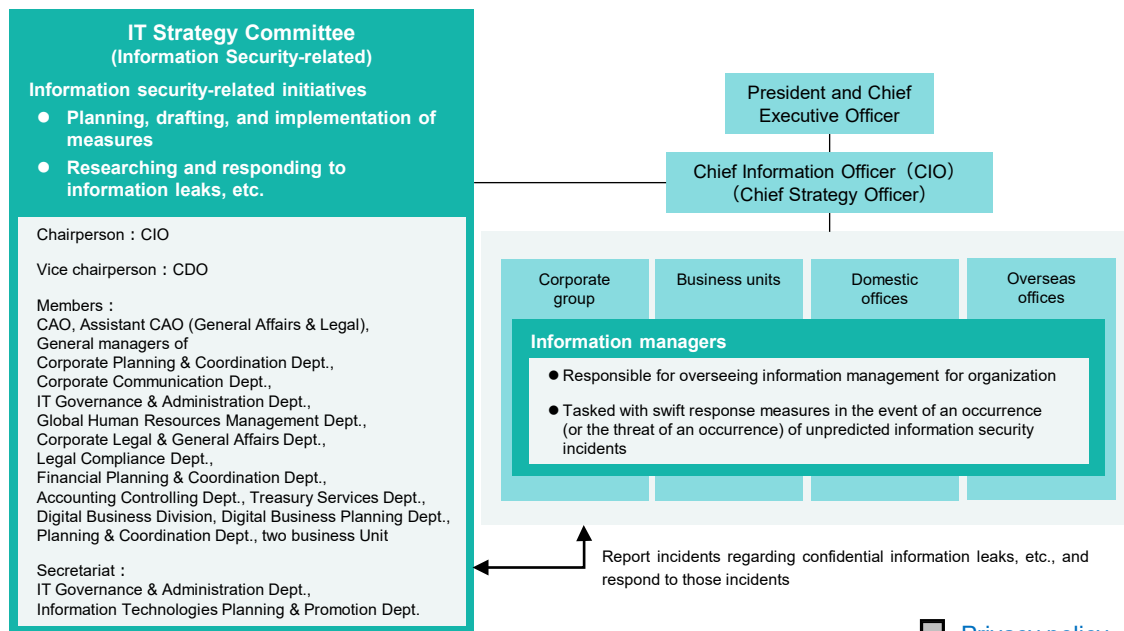 IT Strategy Committee
(Information Security-related)
Information security-related initiatives
● Planning, drafting, and implementation of
measures
● Researching and responding to
information leaks, etc.
Chairperson：CIO
Vice chairperson：CDO
Members：
CAO, Assistant CAO (General Affairs & Legal),
General managers of
Corporate Planning & Coordination Dept.,
Corporate Communication Dept.,
IT Governance & Administration Dept.,
Global Human Resources Management Dept.,
Corporate Legal & General Affairs Dept.,
Legal Compliance Dept.,
Financial Planning & Coordination Dept.,
Accounting Controlling Dept., Treasury Services Dept.,
Digital Business Division, Digital Business Planning Dept.,
Planning & Coordination Dept., two business Unit
Secretariat：
IT Governance & Administration Dept.,
Information Technologies Planning & Promotion Dept.
President and Chief
Executive Officer
Chief Information Officer（CIO）
（Chief Strategy Officer）
Corporate
group
Business units
Domestic
offices
Overseas
offices
Information managers
● Responsible for overseeing information management for organization
● Tasked with swift response measures in the event of an occurrence
(or the threat of an occurrence) of unpredicted information security
incidents
Report incidents regarding confidential information leaks, etc., and
respond to those incidents
Privacy policy